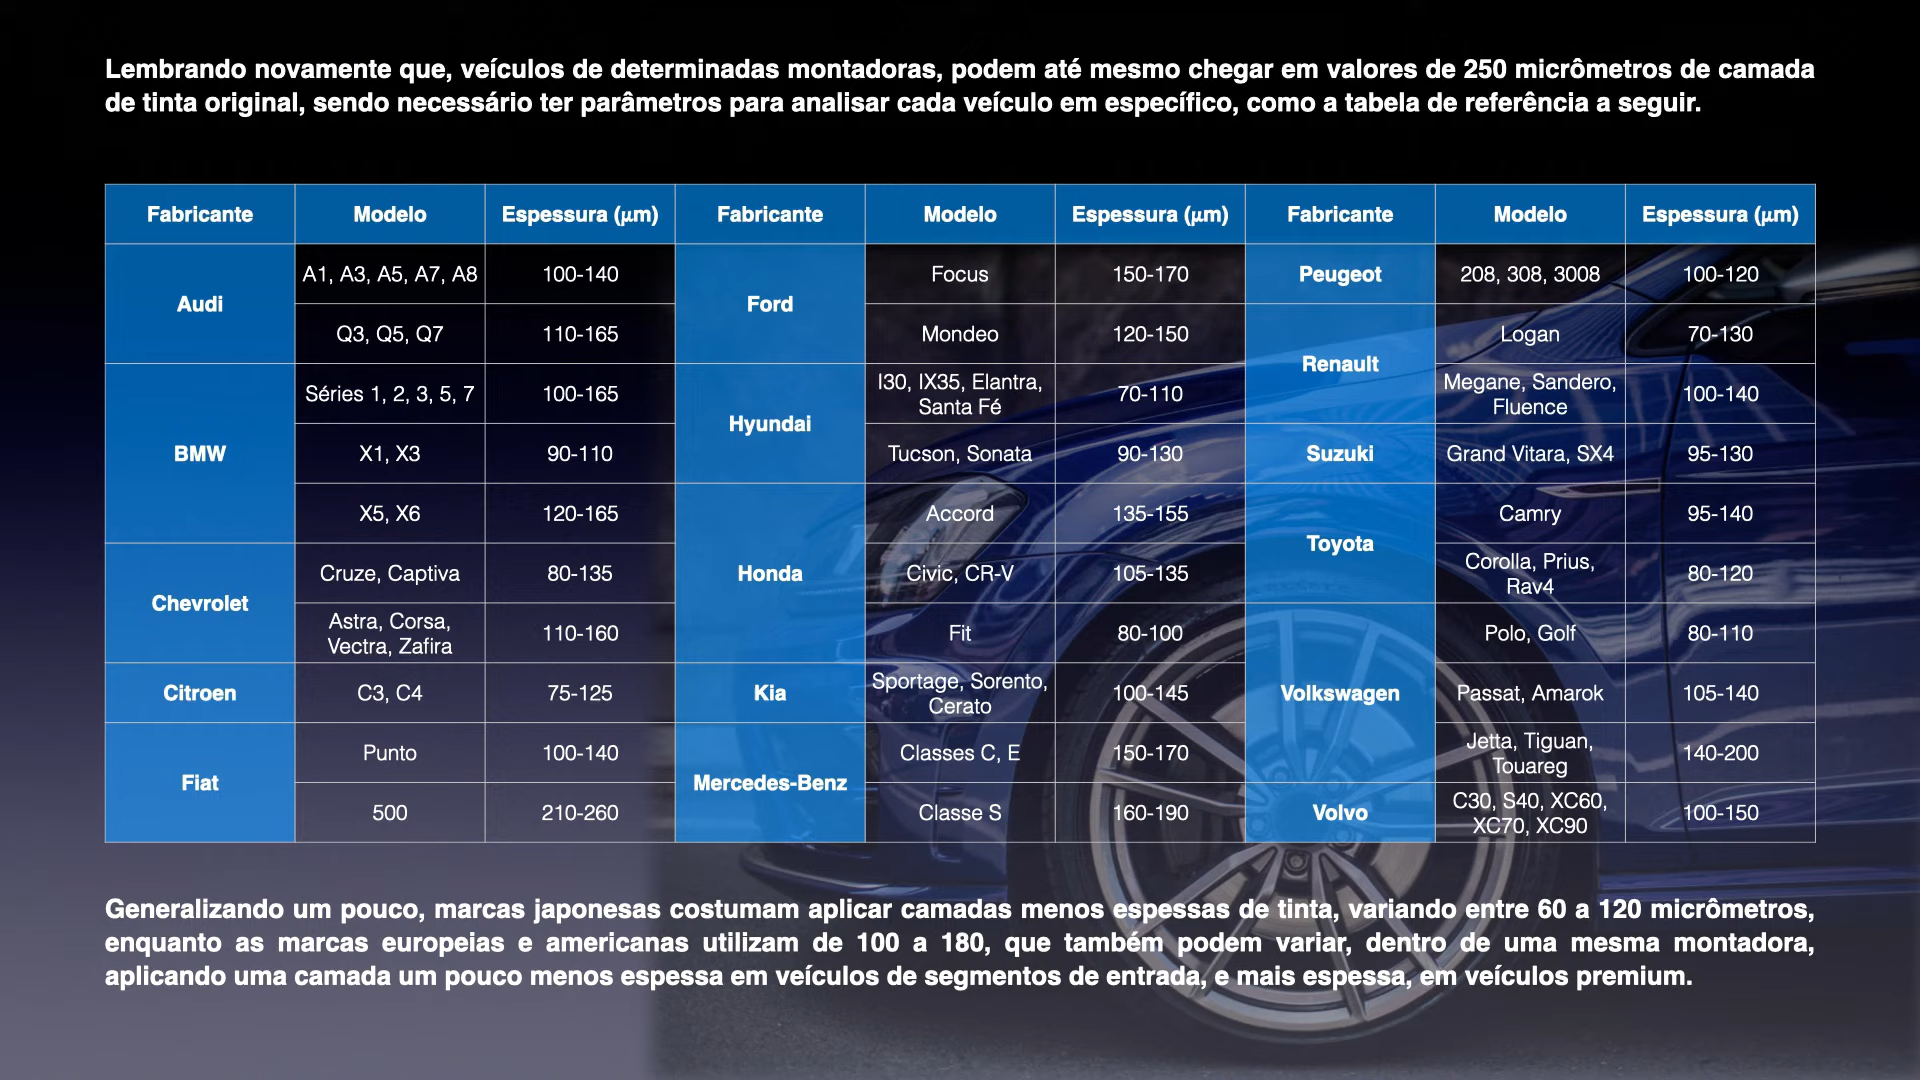 Lembrando novamente que, veículos de determinadas montadoras, podem até mesmo chegar em valores de 250 micrômetros de camada
de tinta original, sendo necessário ter parâmetros para analisar cada veículo em específico, como a tabela de referência a seguir.
Fabricante Modelo Espessura (μm) Fabricante Modelo Espessura (μm) Fabricante Modelo Espessura (μm)
Audi
A1, A3, A5, A7, A8 100-140
Q3, Q5, Q7 110-165
BMW
Séries 1, 2, 3, 5, 7 100-165
X1, X3 90-110
X5, X6 120-165
Chevrolet
Cruze, Captiva 80-135
Astra, Corsa,
Vectra, Zafira
110-160
Citroen C3, C4 75-125
Fiat
Punto 100-140
500 210-260
Ford
Focus 150-170
Mondeo 120-150
Hyundai
I30, IX35, Elantra,
Santa Fé
70-110
Tucson, Sonata 90-130
Honda
Accord 135-155
Civic, CR-V 105-135
Fit 80-100
Kia
Sportage, Sorento,
Cerato
100-145
Mercedes-Benz
Classes C, E 150-170
Classe S 160-190
Peugeot 208, 308, 3008 100-120
Renault
Logan 70-130
Megane, Sandero,
Fluence
100-140
Suzuki Grand Vitara, SX4 95-130
Toyota
Camry 95-140
Corolla, Prius,
Rav4
80-120
Volkswagen
Polo, Golf 80-110
Passat, Amarok 105-140
Jetta, Tiguan,
Touareg
140-200
Volvo
C30, S40, XC60,
XC70, XC90
100-150
Generalizando um pouco, marcas japonesas costumam aplicar camadas menos espessas de tinta, variando entre 60 a 120 micrômetros,
enquanto as marcas europeias e americanas utilizam de 100 a 180, que também podem variar, dentro de uma mesma montadora,
aplicando uma camada um pouco menos espessa em veículos de segmentos de entrada, e mais espessa, em veículos premium.